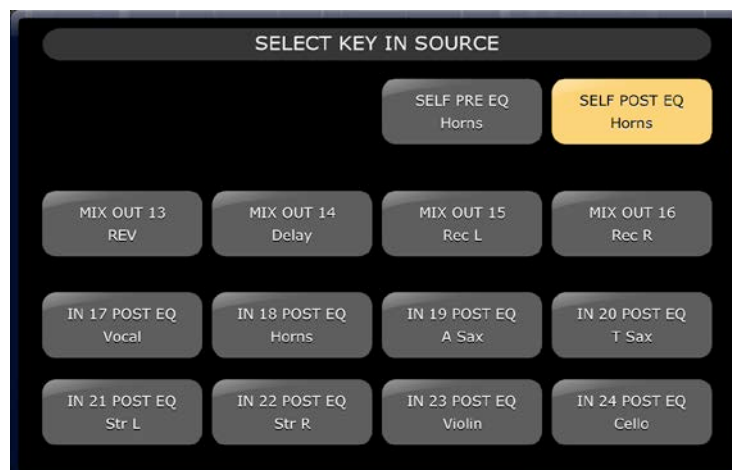 SELECT KEY IN SOURCE
SELF PRE EQ
Horns
SELF POST EQ
Horns
MIX OUT 13
REV
MIX OUT 14
Delay
MIX OUT 15
Rec L
MIX OUT 16
Rec R
IN 17 POST EQ
Vocal
IN 18 POST EQ
Horns
IN 19 POST EQ
A Sax
IN 20 POST EQ
T Sax
IN 21 POST EQ
Str L
IN 22 POST EQ
Str R
IN 23 POST EQ
Violin
IN 24 POST EQ
Cello